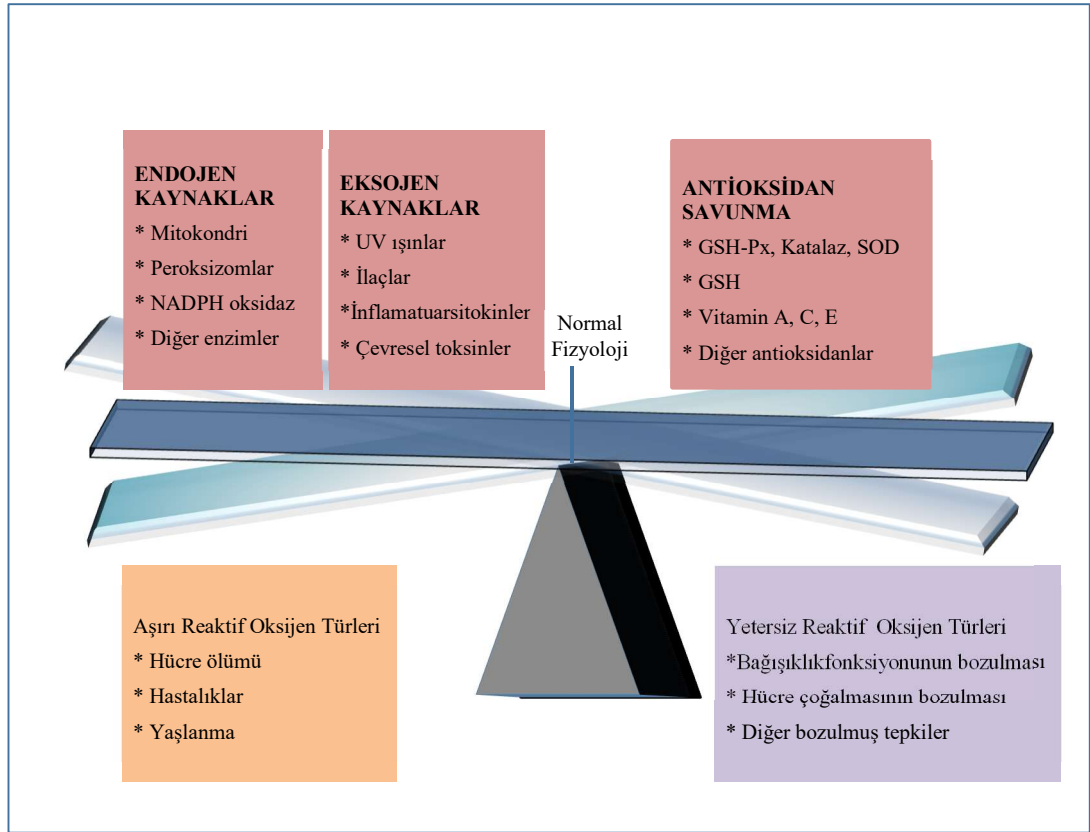 ENDOJEN
KAYNAKLAR
* Mitokondri
* Peroksizomlar
* NADPH oksidaz
* Diğer enzimler
EKSOJEN
KAYNAKLAR
* UV ışınlar
* İlaçlar
*İnflamatuarsitokinler
* Çevresel toksinler
Normal
Fizyoloji
ANTİOKSİDAN
SAVUNMA
* GSH-Px, Katalaz, SOD
* GSH
* Vitamin A, C, E
* Diğer antioksidanlar
Aşırı Reaktif Oksijen Türleri
* Hücre ölümü
* Hastalıklar
* Yaşlanma
Yetersiz Reaktif Oksijen Türleri
*Bağışıklıkfonksiyonunun bozulması
* Hücre çoğalmasının bozulması
* Diğer bozulmuş tepkiler